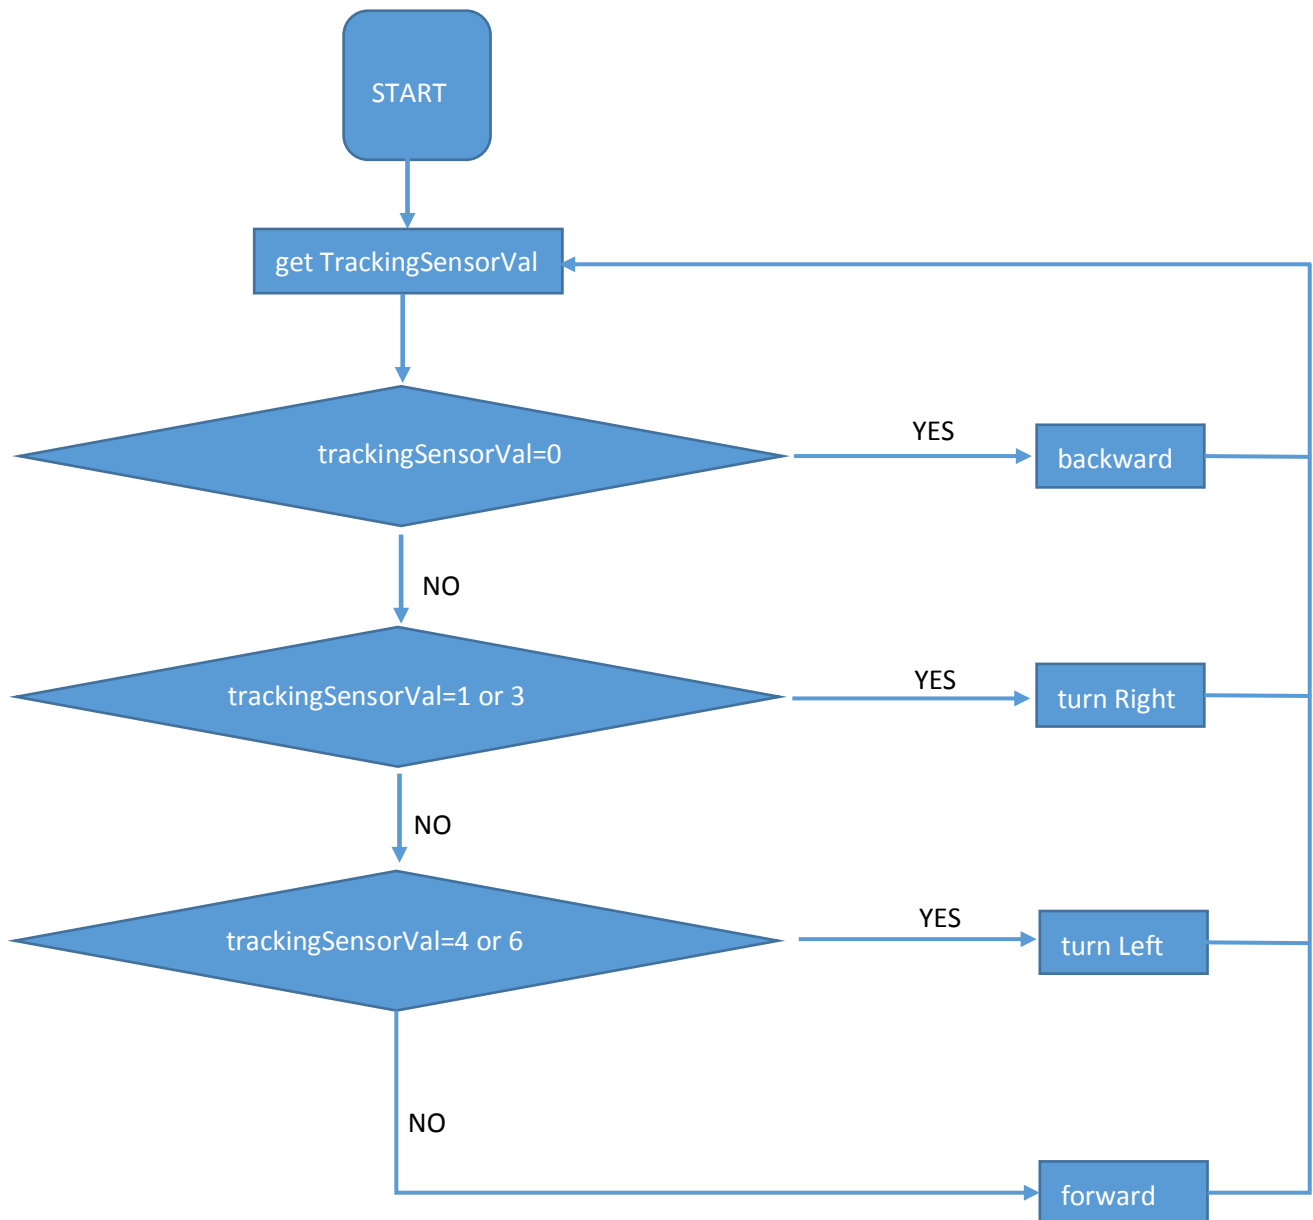 START
get TrackingSensorVal
trackingSensorVal=0
YES
backward
NO
trackingSensorVal=1 or 3
YES
turn Right
NO
trackingSensorVal=4 or 6
YES
turn Left
NO
forward